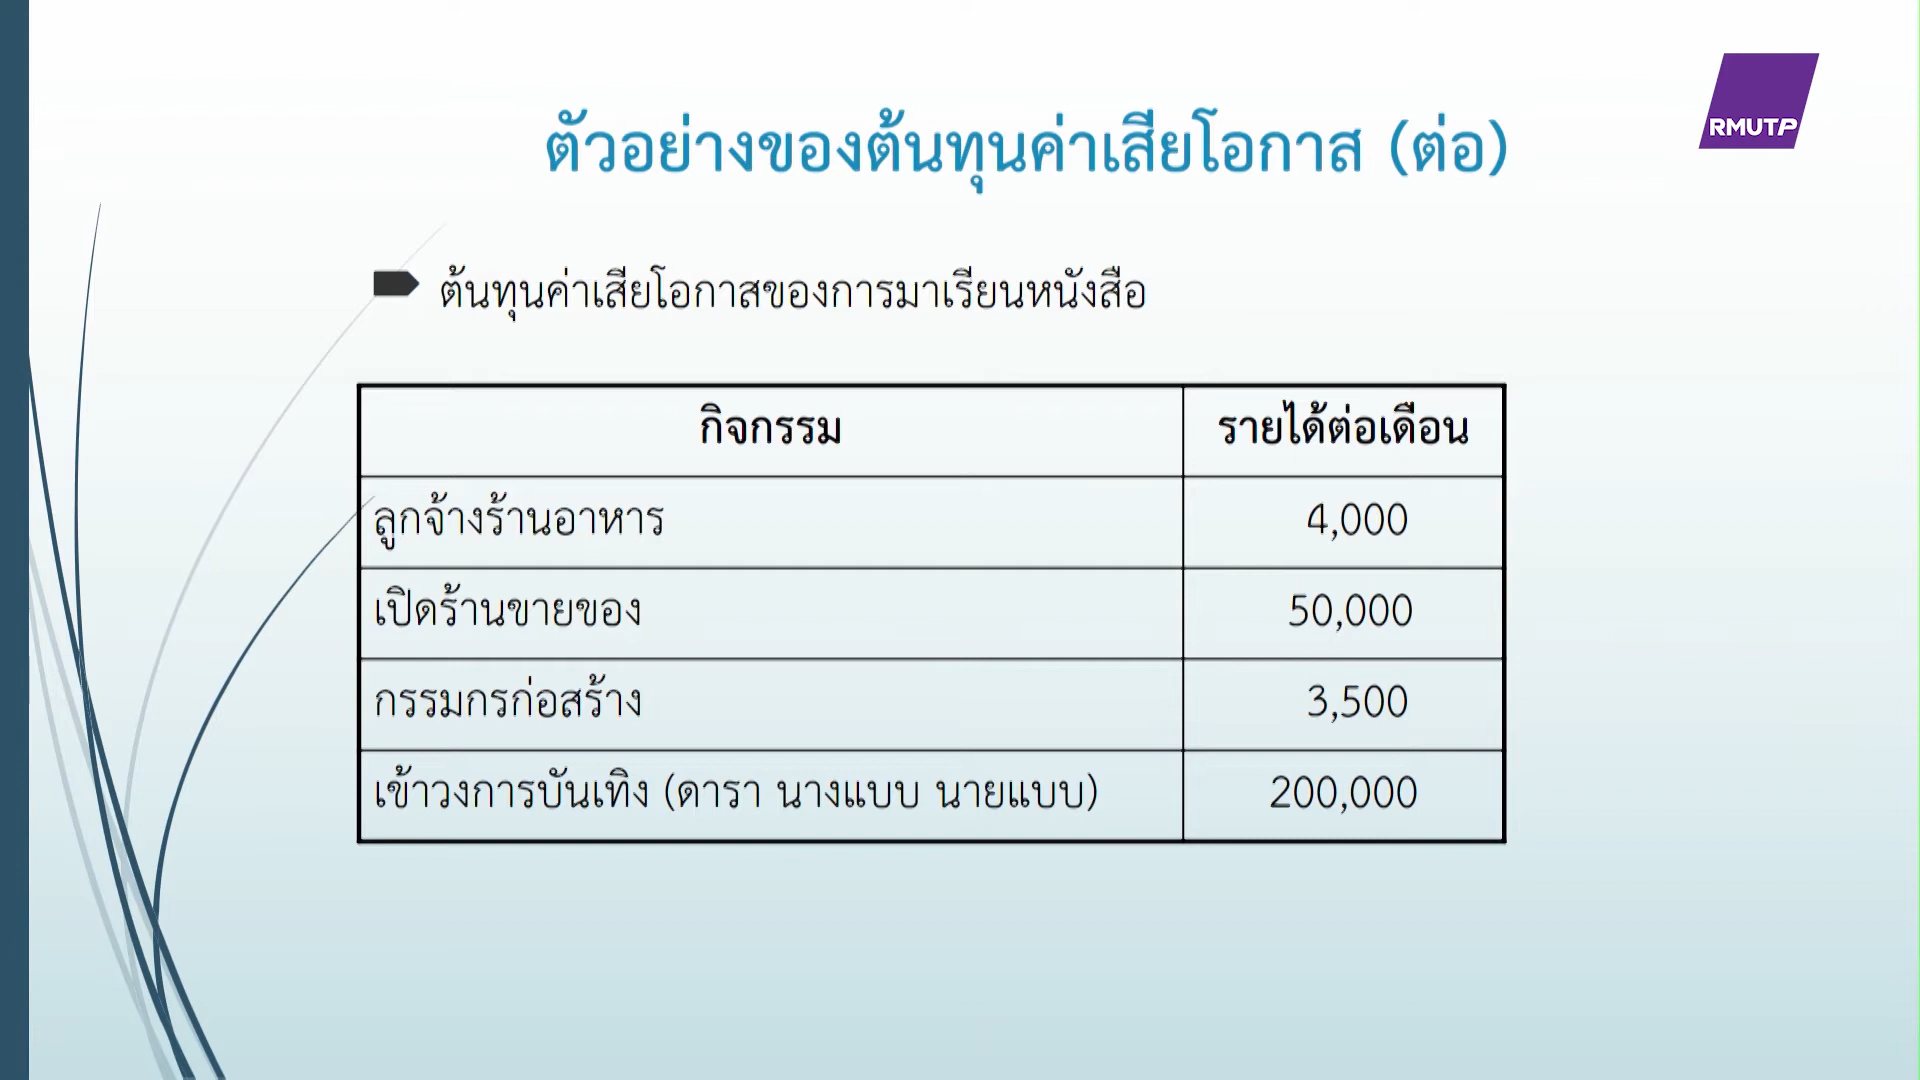 RMUTP
ตัวอย่างของต้นทุนค่าเสียโอกาส (ต่อ)
ต้นทุนค่าเสียโอกาสของการมาเรียนหนังสือ
กิจกรรม รายได้ต่อเดือน
ลูกจ้างร้านอาหาร 4,000
เปิดร้านขายของ 50,000
กรรมกรก่อสร้าง 3,500
เข้าวงการบันเทิง (ดารา นางแบบ นายแบบ) 200,000